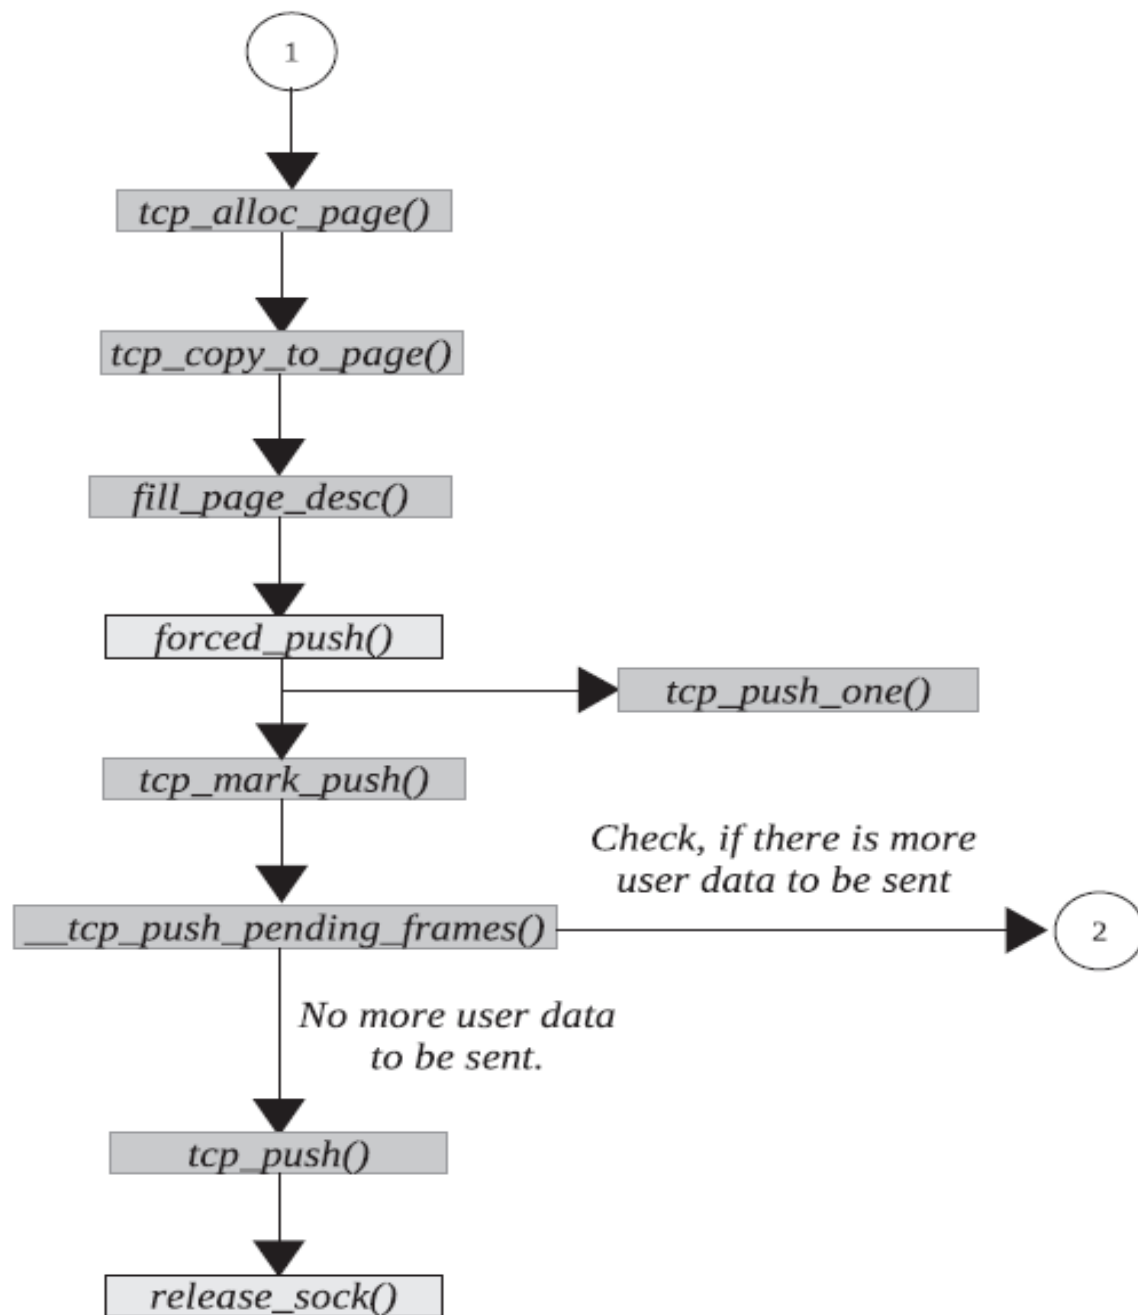 1
tcp_alloc_page()
tcp_copy_to_page()
fill_page_desc()
forced_push()
tcp_push_one()
tcp_mark_push()
Check, if there is more
user data to be sent
__tcp_push_pending_frames()
2
No more user data
to be sent.
tcp_push()
release_sock()